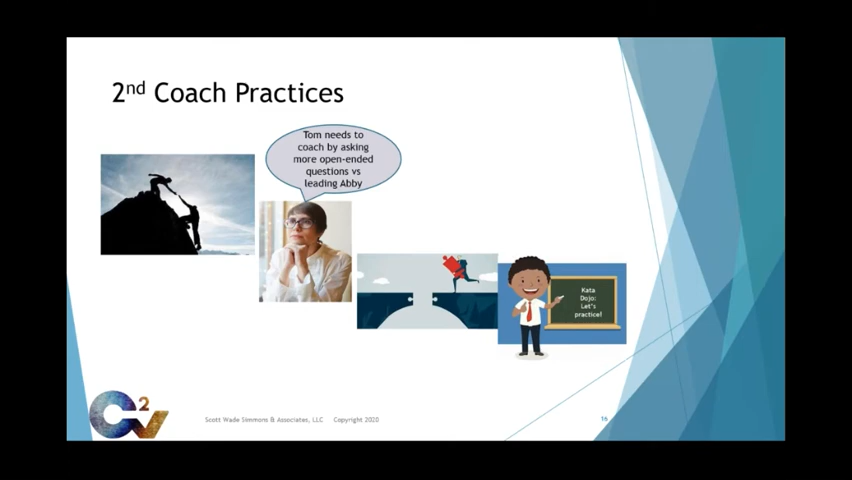 2nd Coach Practices
Tom needs to
coach by asking
more open-ended
questions vs
leading Abby
Kata
Dojo:
Let's
practice!
C2v
Scott Wade Simmons & Associates, LLC Copyright 2020
16